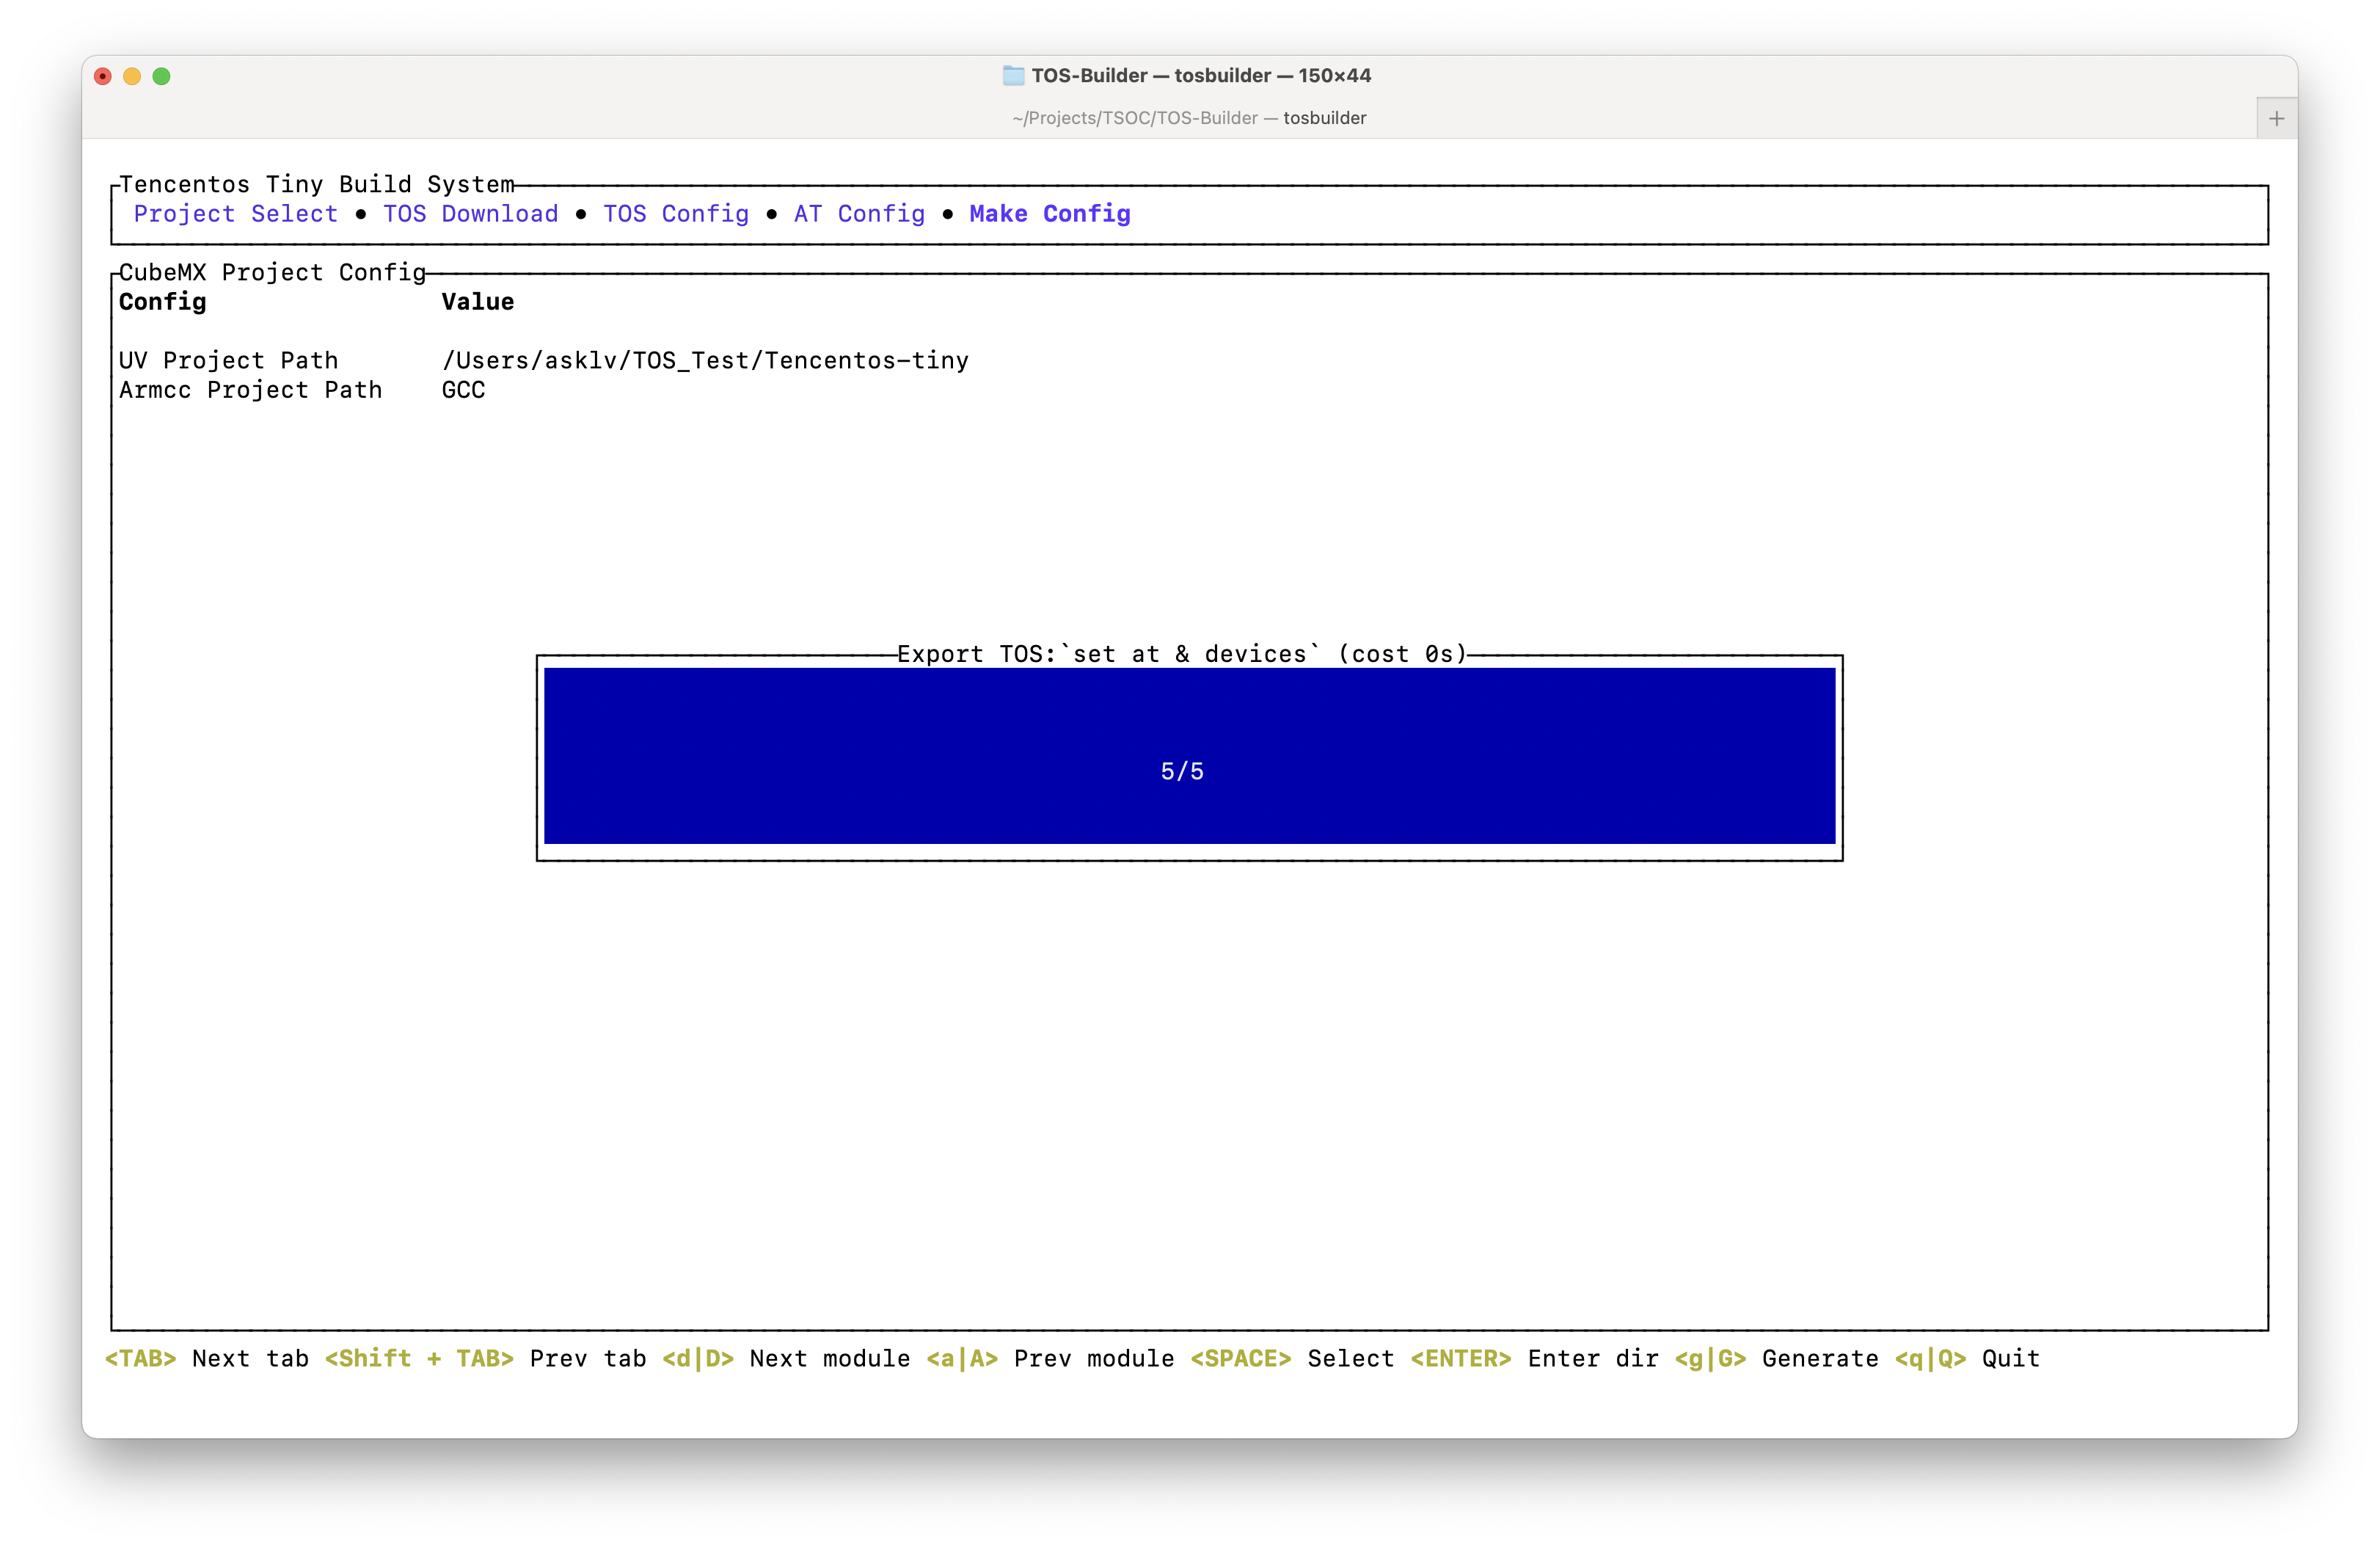 TOS-Builder — tosbuilder — 150×44
~/Projects/TSOC/TOS-Builder — tosbuilder
Tencentos Tiny Build System
Project Select • TOS Download • TOS Config • AT Config • Make Config
CubeMX Project Config
Config Value
UV Project Path /Users/asklv/TOS_Test/Tencentos-tiny
Armcc Project Path GCC
Export TOS:`set at & devices` (cost 0s)
5/5
<TAB> Next tab <Shift + TAB> Prev tab <d|D> Next module <a|A> Prev module <SPACE> Select <ENTER> Enter dir <g|G> Generate <q|Q> Quit